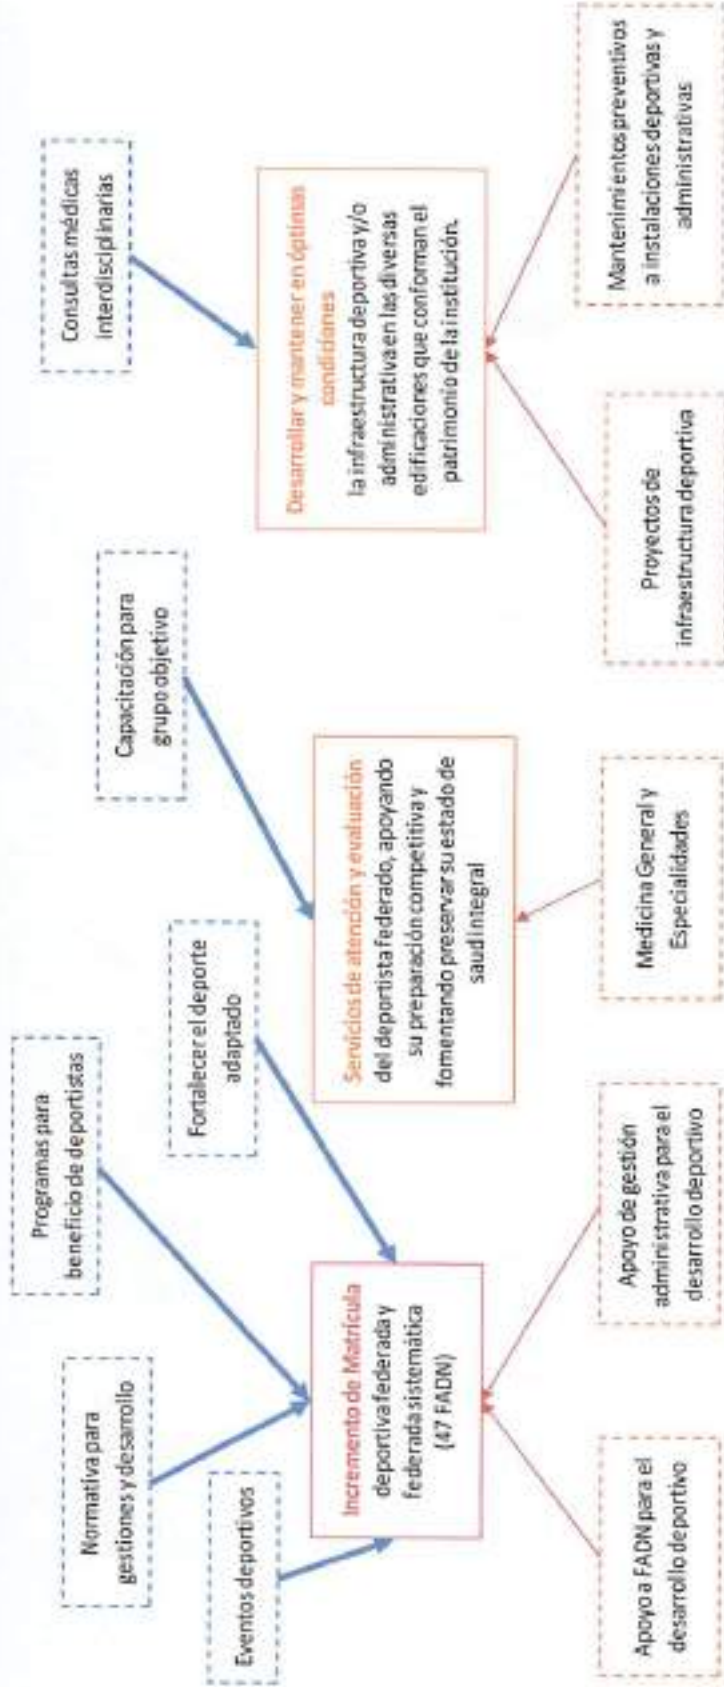 Normativa para
gestiones y desarrollo
Programas para
beneficio de deportistas
Eventos deportivos
Fortalecer el deporte
adaptado
Capacitación para
grupo objetivo
Consultas médicas
interdisciplinarias
Incremento de Matrícula
deportiva federada y
federada sistemática
(47 FADN)
Servicios de atención y evaluación
del deportista federado, apoyando
su preparación competitiva y
fomentando preservar su estado de
saud integral
Desarrollar y mantener en óptimas
condiciones
la infraestructura deportiva y/o
administrativa en las diversas
edificaciones que conforman el
patrimonio de la institución.
Apoyo a FADN para el
desarrollo deportivo
Apoyo de gestión
administrativa para el
desarrollo deportivo
Medicina General y
Especialidades
Proyectos de
infraestructura deportiva
Mantenimientos preventivos
a instalaciones deportivas y
administrativas